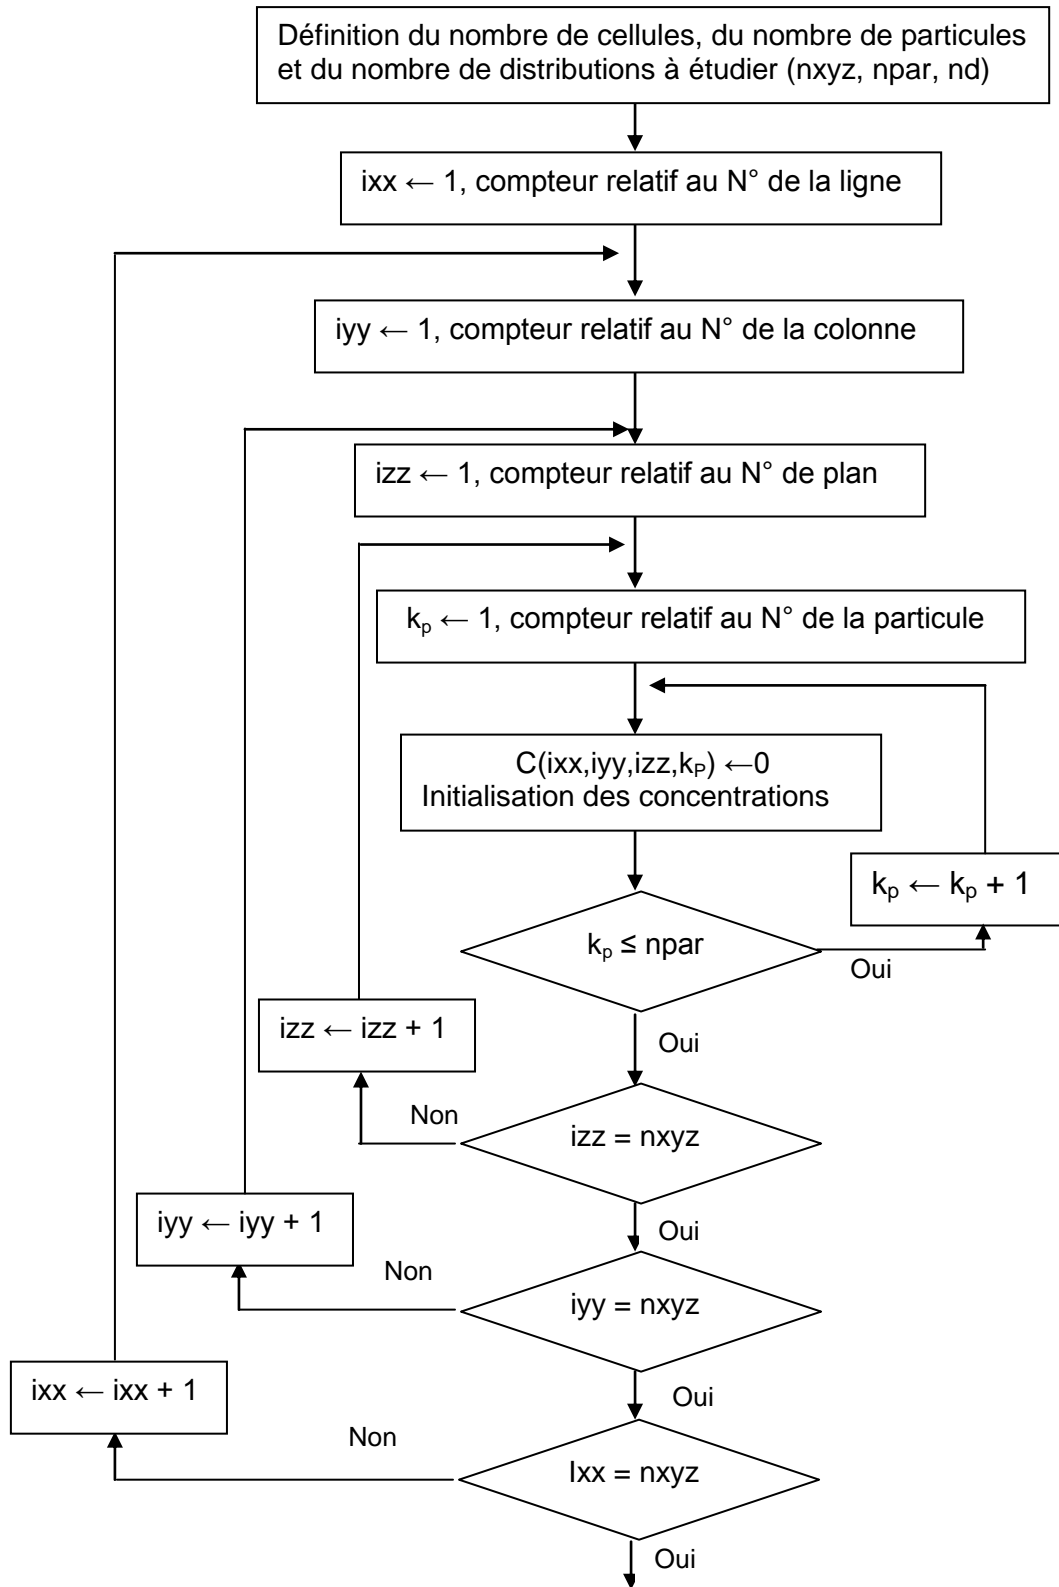 Définition du nombre de cellules, du nombre de particules
et du nombre de distributions à étudier (nxyz, npar, nd)
ixx ← 1, compteur relatif au N° de la ligne
iyy ← 1, compteur relatif au N° de la colonne
izz ← 1, compteur relatif au N° de plan
kp ← 1, compteur relatif au N° de la particule
C(ixx,iyy,izz,kP) ←0
Initialisation des concentrations
kp ← kp + 1
kp ≤ npar
Oui
izz ← izz + 1
Oui
Non
izz = nxyz
iyy ← iyy + 1
Oui
Non
iyy = nxyz
ixx ← ixx + 1
Oui
Non
Ixx = nxyz
Oui